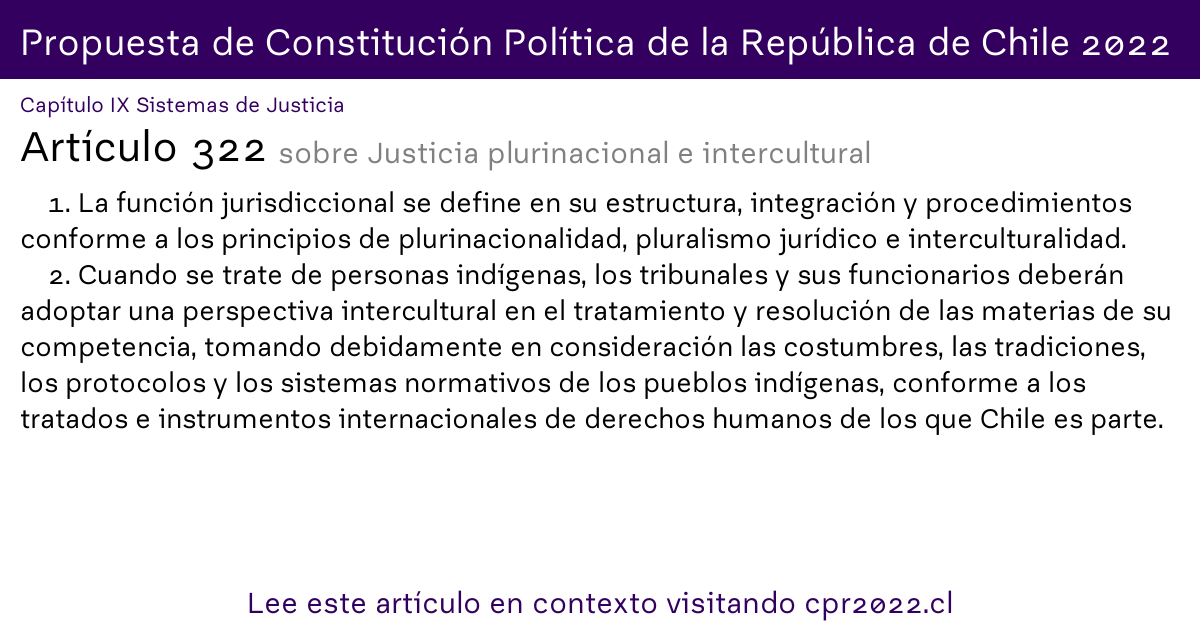 Propuesta de Constitución Política de la República de Chile 2022
Capítulo IX Sistemas de Justicia
Artículo 322 sobre Justicia plurinacional e intercultural
1. La función jurisdiccional se define en su estructura, integración y procedimientos
conforme a los principios de plurinacionalidad, pluralismo jurídico e interculturalidad.
2. Cuando se trate de personas indígenas, los tribunales y sus funcionarios deberán
adoptar una perspectiva intercultural en el tratamiento y resolución de las materias de su
competencia, tomando debidamente en consideración las costumbres, las tradiciones,
los protocolos y los sistemas normativos de los pueblos indígenas, conforme a los
tratados e instrumentos internacionales de derechos humanos de los que Chile es parte.
Lee este artículo en contexto visitando cpr2022.cl